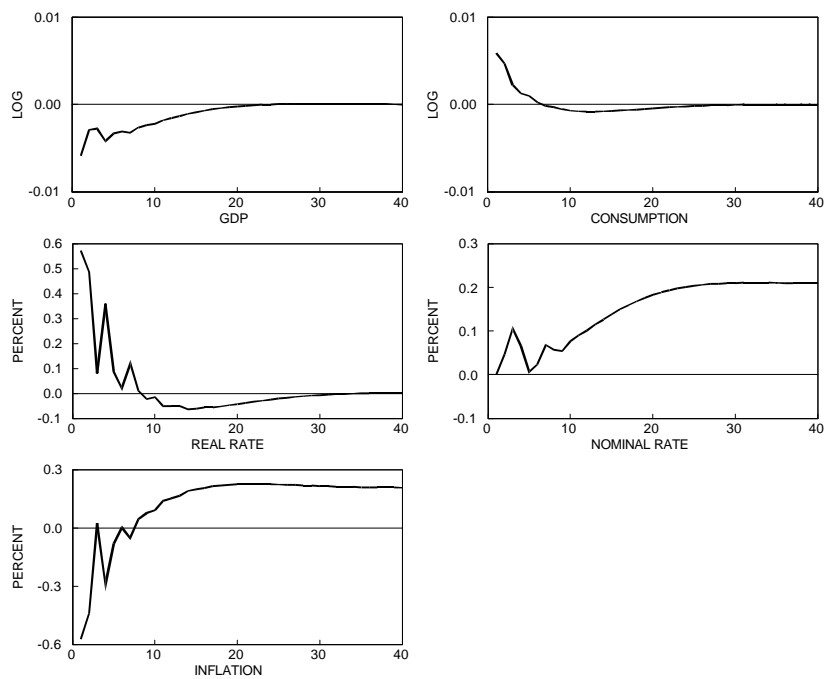 0.01
0.00
-0.01
LOG
0 10 20 30 40
GDP
0.01
0.00
-0.01
LOG
0 10 20 30 40
CONSUMPTION
0.6
0.5
0.4
0.3
0.2
0.1
0.0
-0.1
PERCENT
0 10 20 30 40
REAL RATE
0.3
0.2
0.1
0.0
-0.1
PERCENT
0 10 20 30 40
NOMINAL RATE
0.3
0.0
-0.3
-0.6
PERCENT
0 10 20 30 40
INFLATION